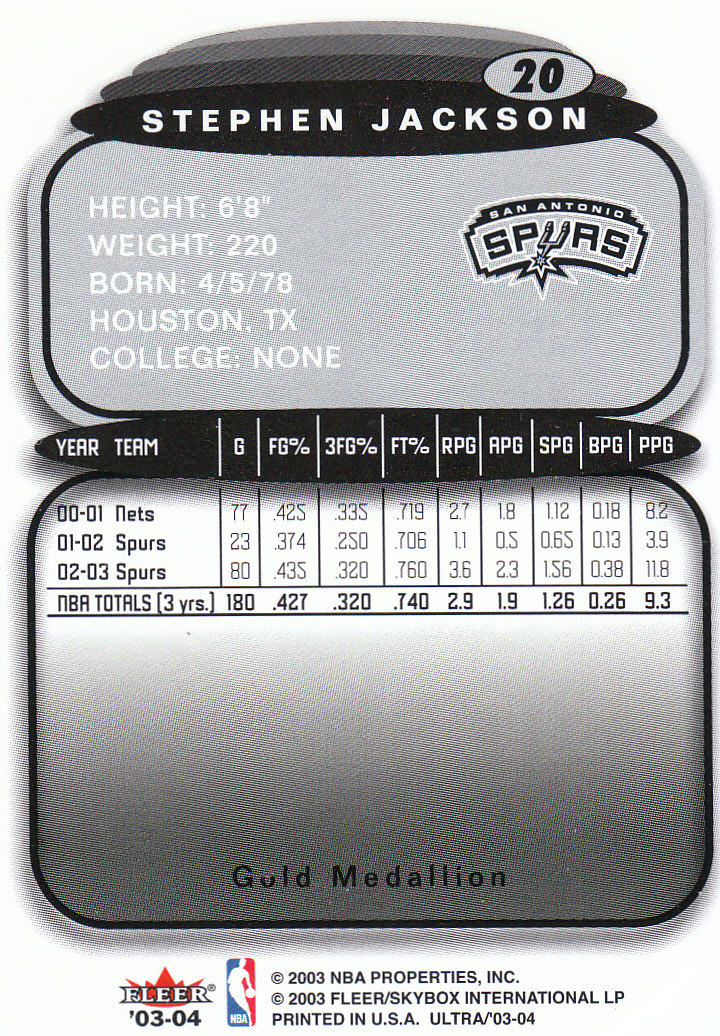 20
STEPHEN JACKSON
HEIGHT: 6'8"
WEIGHT: 220
BORN: 4/5/78
HOUSTON, TX
COLLEGE: NONE
SAN ANTONIO
SPURS
YEAR TEAM G FG% 3FG% FT% RPG APG SPG BPG PPG
00-01 Nets 77 .425 .335 .719 2.7 1.8 1.12 0.18 8.2
01-02 Spurs 23 .374 .250 .706 1.1 0.5 0.65 0.13 3.9
02-03 Spurs 80 .435 .320 .760 3.6 2.3 1.56 0.38 11.8
NBA TOTALS (3 yrs.) 180 .427 .320 .740 2.9 1.9 1.26 0.26 9.3
Gold Medallion
FLEER®
'03-04
NBA
© 2003 NBA PROPERTIES, INC.
© 2003 FLEER/SKYBOX INTERNATIONAL LP
PRINTED IN U.S.A. ULTRA/'03-04